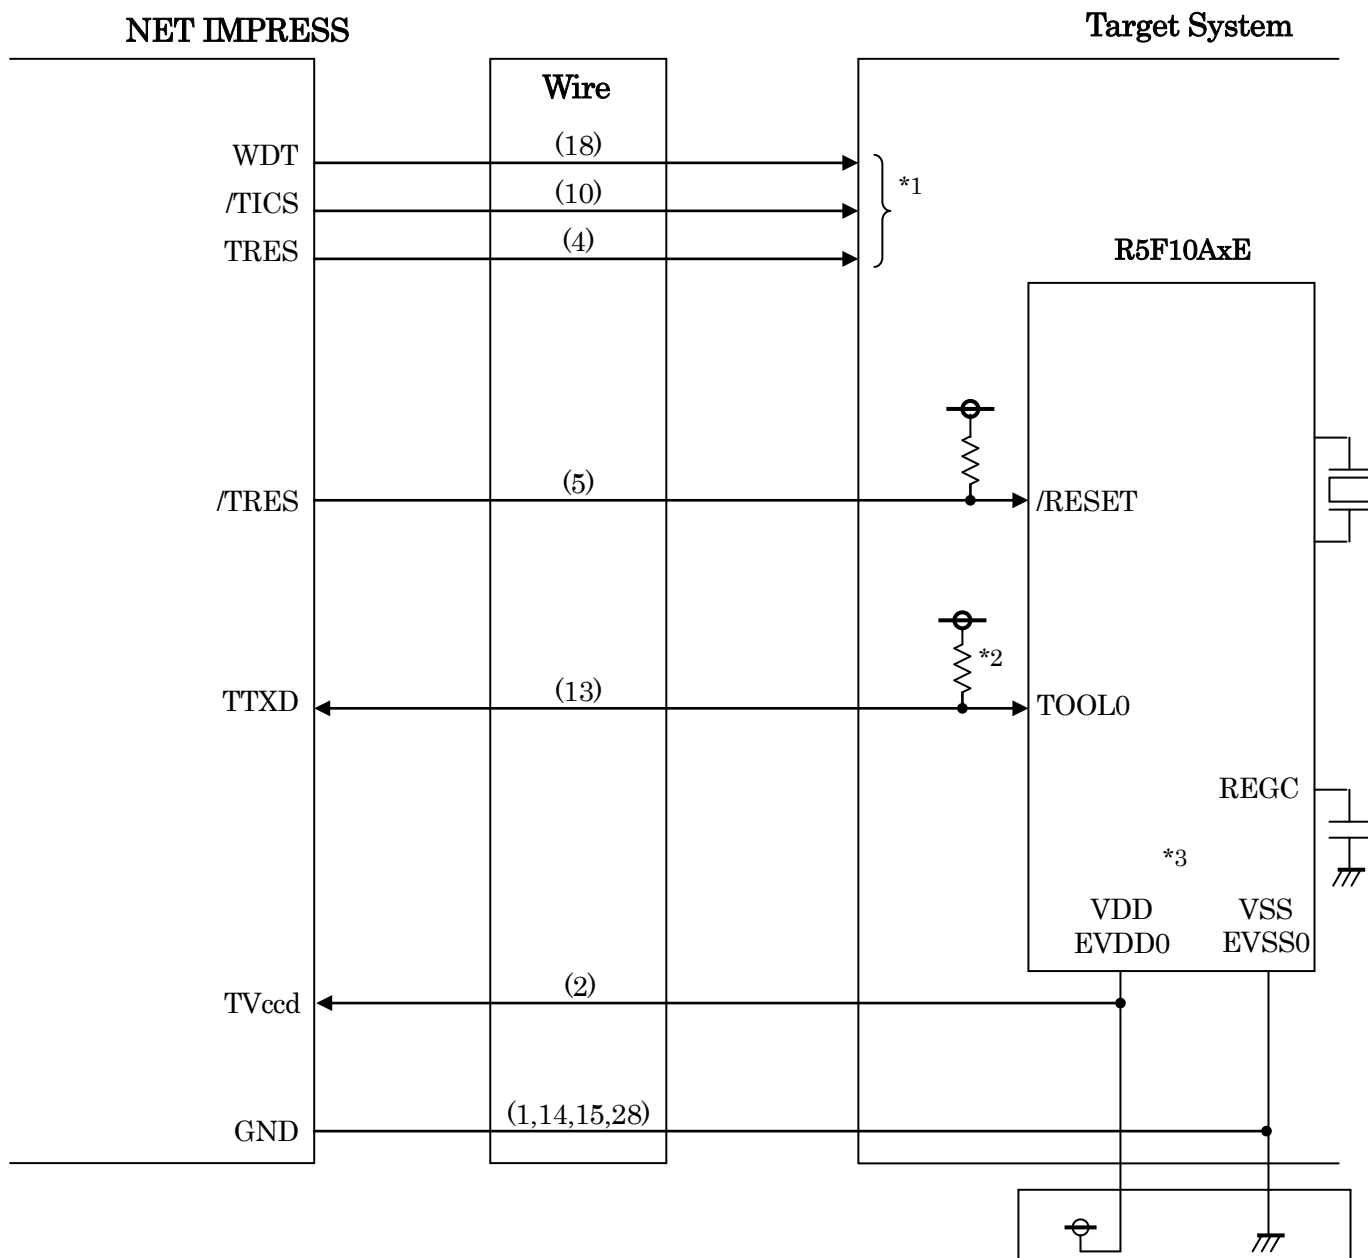 NET IMPRESS
Target System
Wire
WDT
(18)
*1
/TICS
(10)
TRES
(4)
R5F10AxE
/TRES
(5)
/RESET
*2
TTXD
(13)
TOOL0
REGC
*3
VDD
VSS
EVDD0
EVSS0
TVccd
(2)
GND
(1,14,15,28)